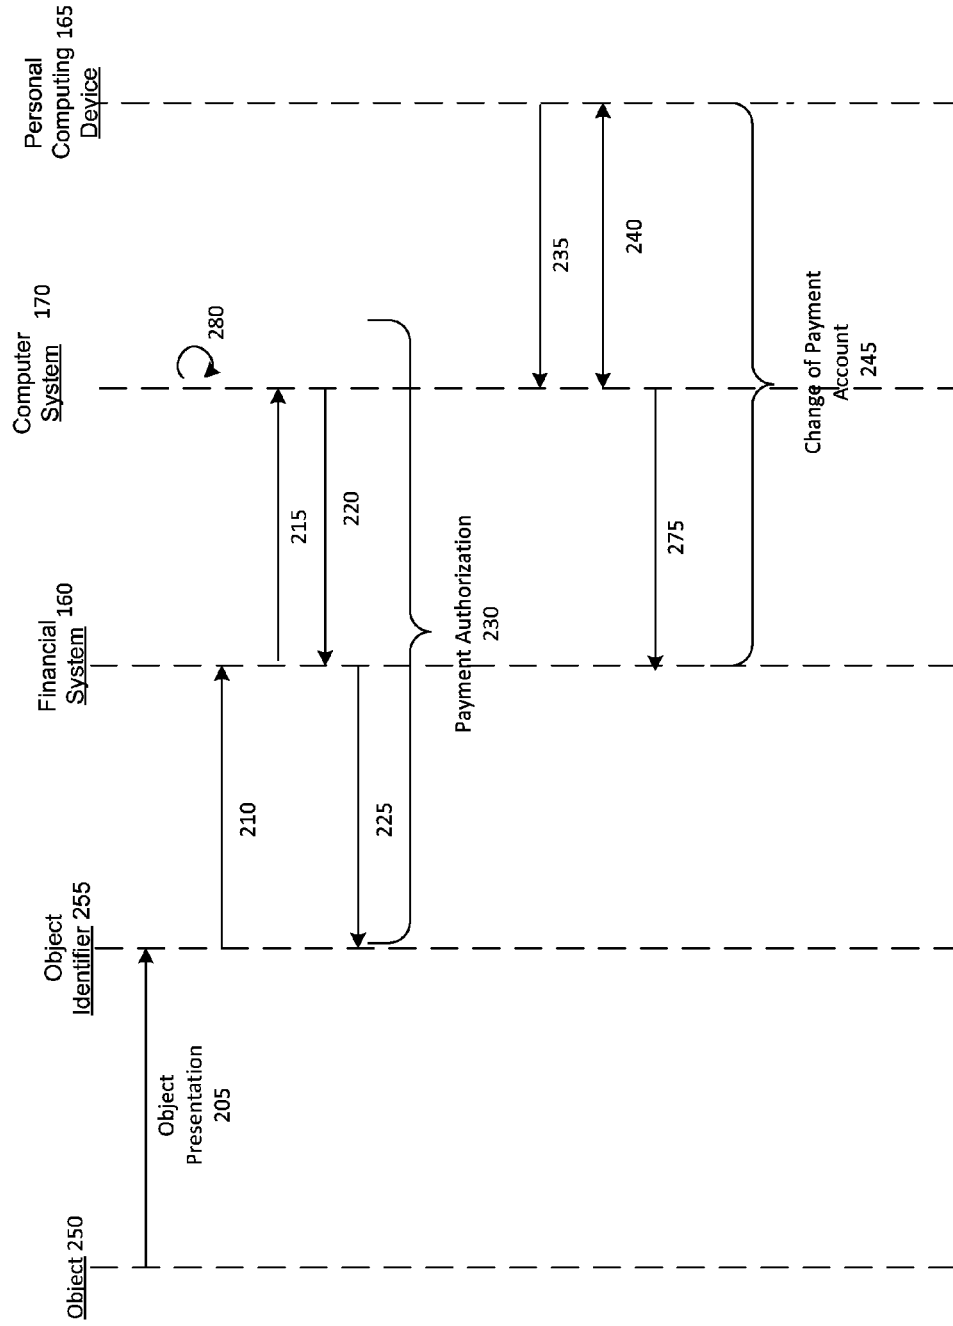 Object 250
Object
Identifier 255
Financial
System 160
Computer
System 170
Personal
Computing 165
Device
Object
Presentation
205
210
215
220
225
280
Payment Authorization
230
235
240
275
Change of Payment
Account
245